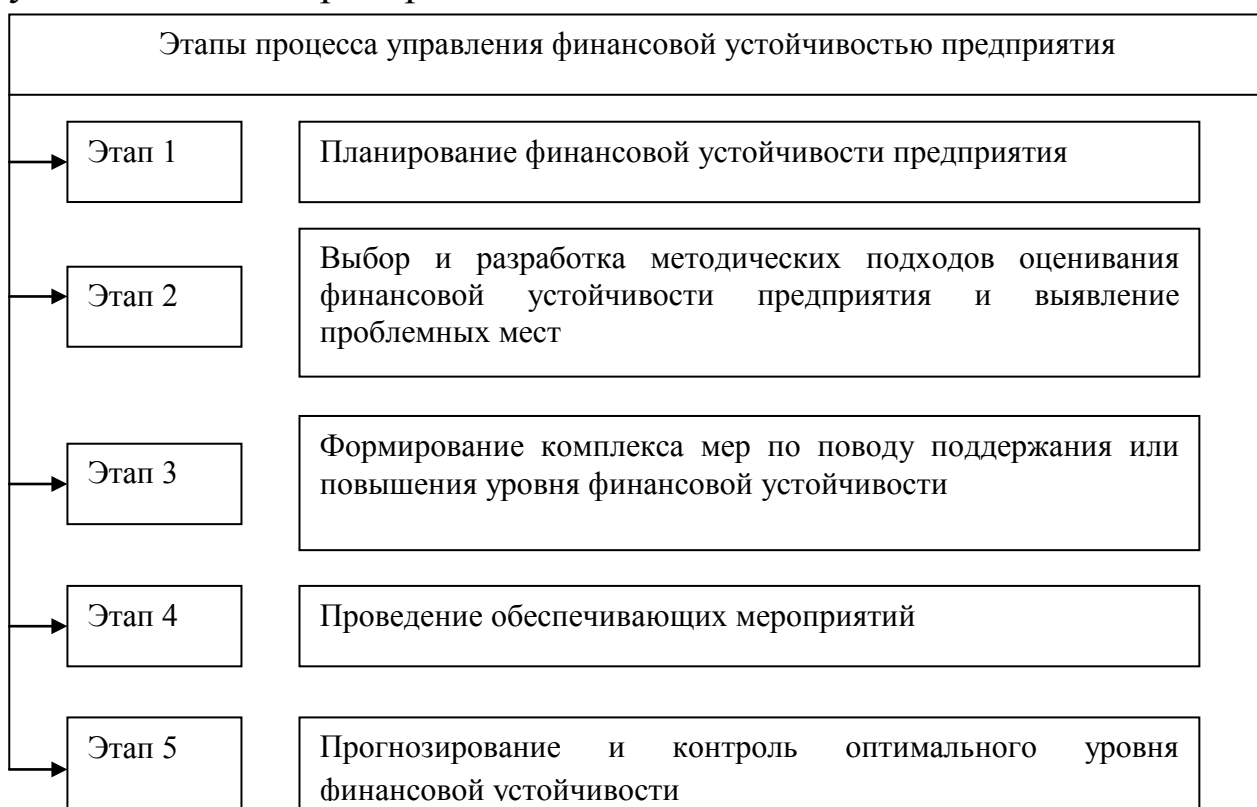 Этапы процесса управления финансовой устойчивостью предприятия
Этап 1
Планирование финансовой устойчивости предприятия
Этап 2
Выбор и разработка методических подходов оценивания
финансовой устойчивости предприятия и выявление
проблемных мест
Этап 3
Формирование комплекса мер по поводу поддержания или
повышения уровня финансовой устойчивости
Этап 4
Проведение обеспечивающих мероприятий
Этап 5
Прогнозирование и контроль оптимального уровня
финансовой устойчивости